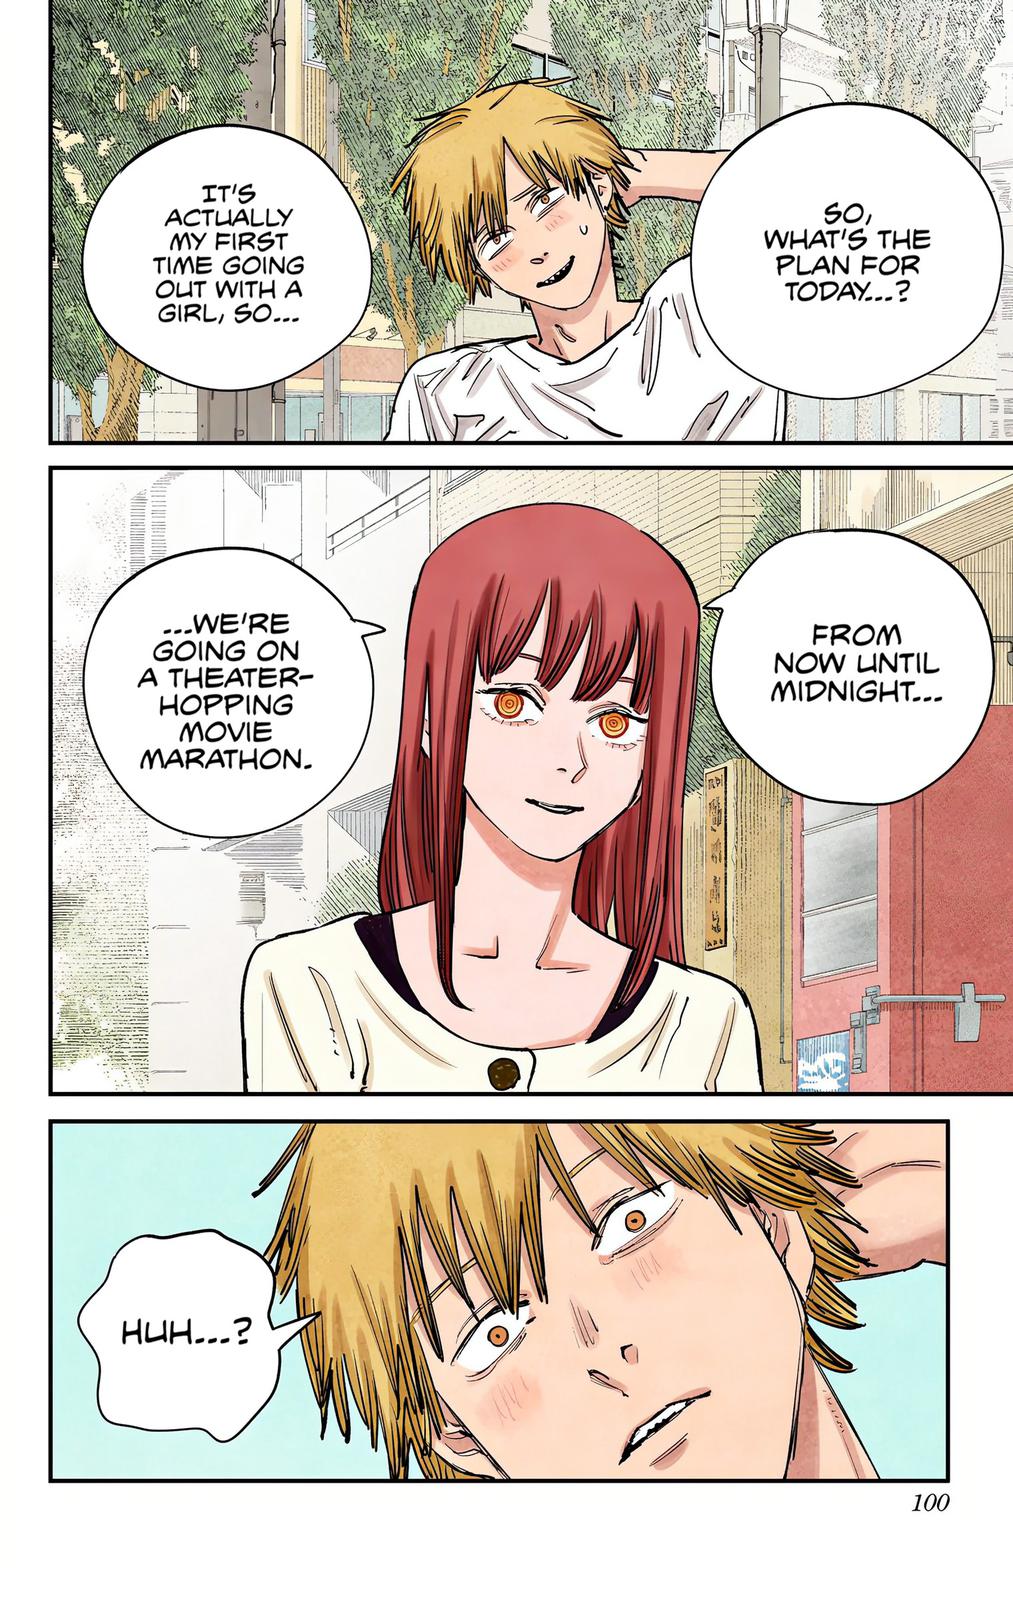 SO,
WHAT'S THE
PLAN FOR
TODAY...?
IT'S
ACTUALLY
MY FIRST
TIME GOING
OUT WITH A
GIRL, SO...
FROM
NOW UNTIL
MIDNIGHT...
...WE'RE
GOING ON
A THEATER-
HOPPING
MOVIE
MARATHON.
HUH...?
100